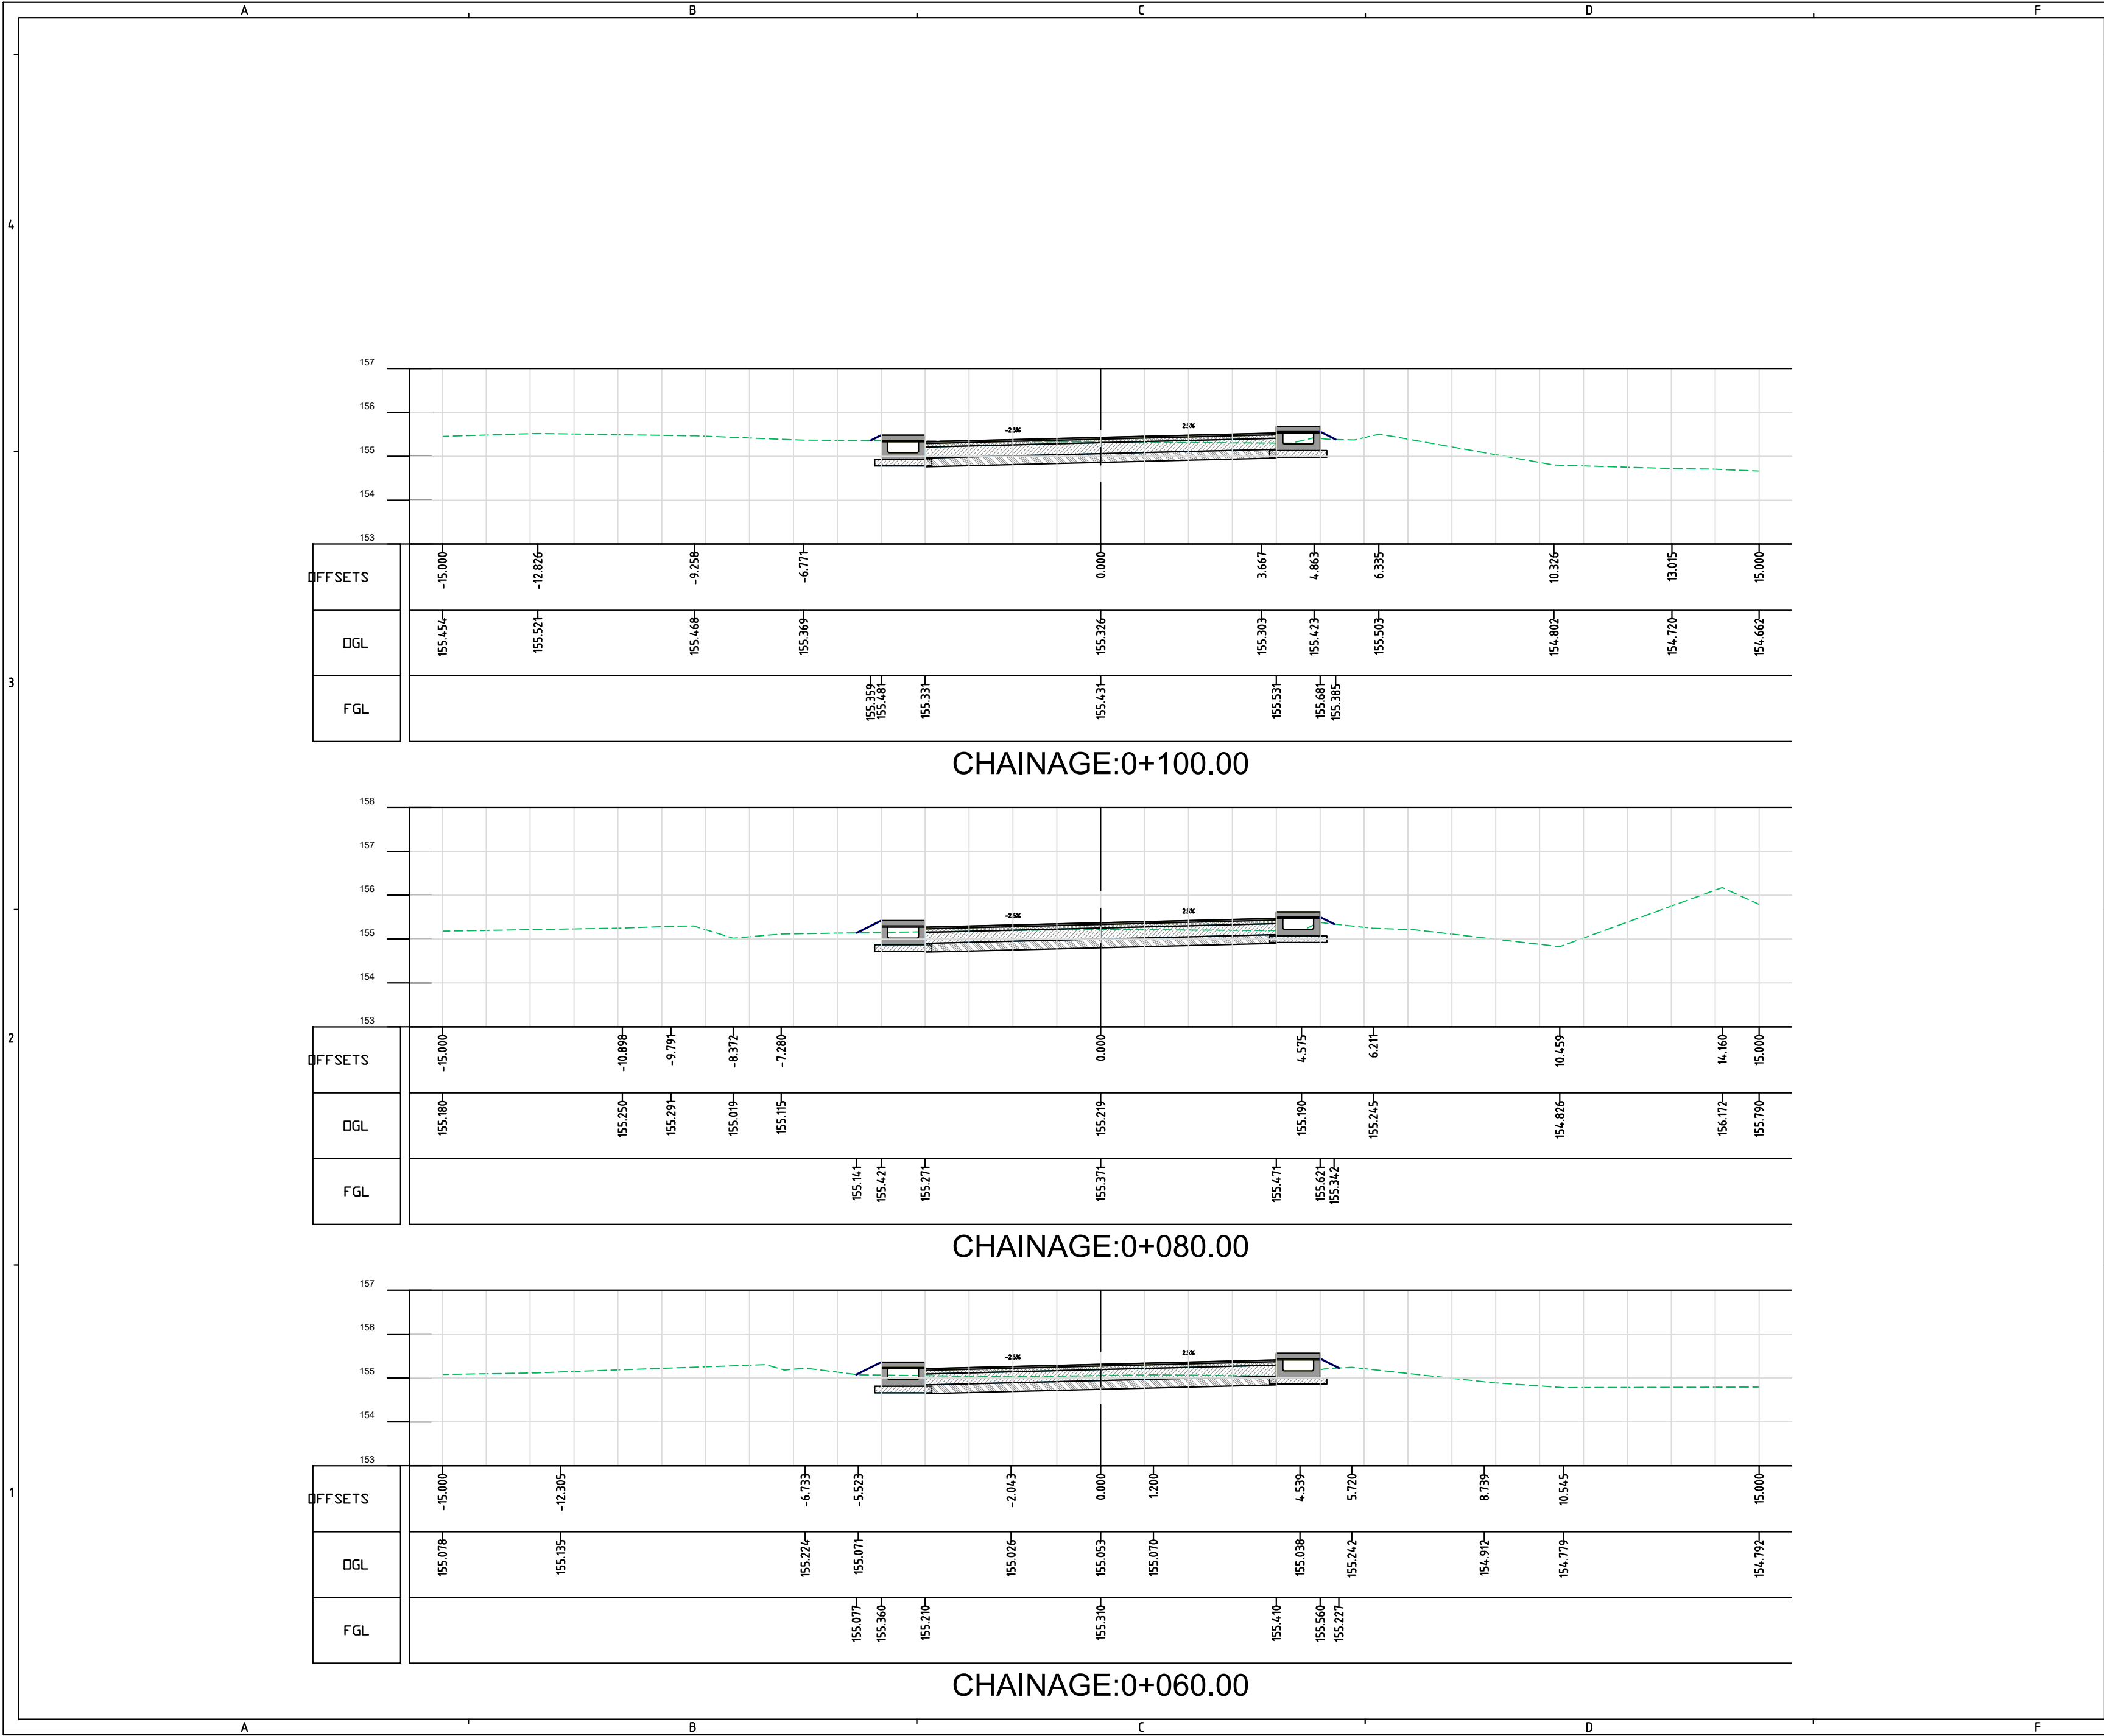 A B C D F
4
3
2
1
157
156
155
154
153
-2.5% 2.5%
OFFSETS -15.000 -12.826 -9.258 -6.771 0.000 3.667 4.863 6.335 10.326 13.015 15.000
OGL 155.454 155.521 155.468 155.369 155.326 155.303 155.423 155.503 154.802 154.720 154.662
FGL 155.359 155.481 155.331 155.431 155.531 155.681 155.385
CHAINAGE:0+100.00
158
157
156
155
154
153
-2.5% 2.5%
OFFSETS -15.000 -10.898 -9.791 -8.372 -7.280 0.000 4.575 6.211 10.459 14.160 15.000
OGL 155.180 155.250 155.291 155.019 155.115 155.219 155.190 155.245 154.826 156.172 155.790
FGL 155.141 155.421 155.271 155.371 155.471 155.621 155.342
CHAINAGE:0+080.00
157
156
155
154
153
-2.5% 2.5%
OFFSETS -15.000 -12.305 -6.733 -5.523 -2.043 0.000 1.200 4.539 5.720 8.739 10.545 15.000
OGL 155.078 155.135 155.224 155.071 155.026 155.053 155.070 155.038 155.242 154.912 154.779 154.792
FGL 155.077 155.360 155.210 155.310 155.410 155.560 155.227
CHAINAGE:0+060.00
A B C D F